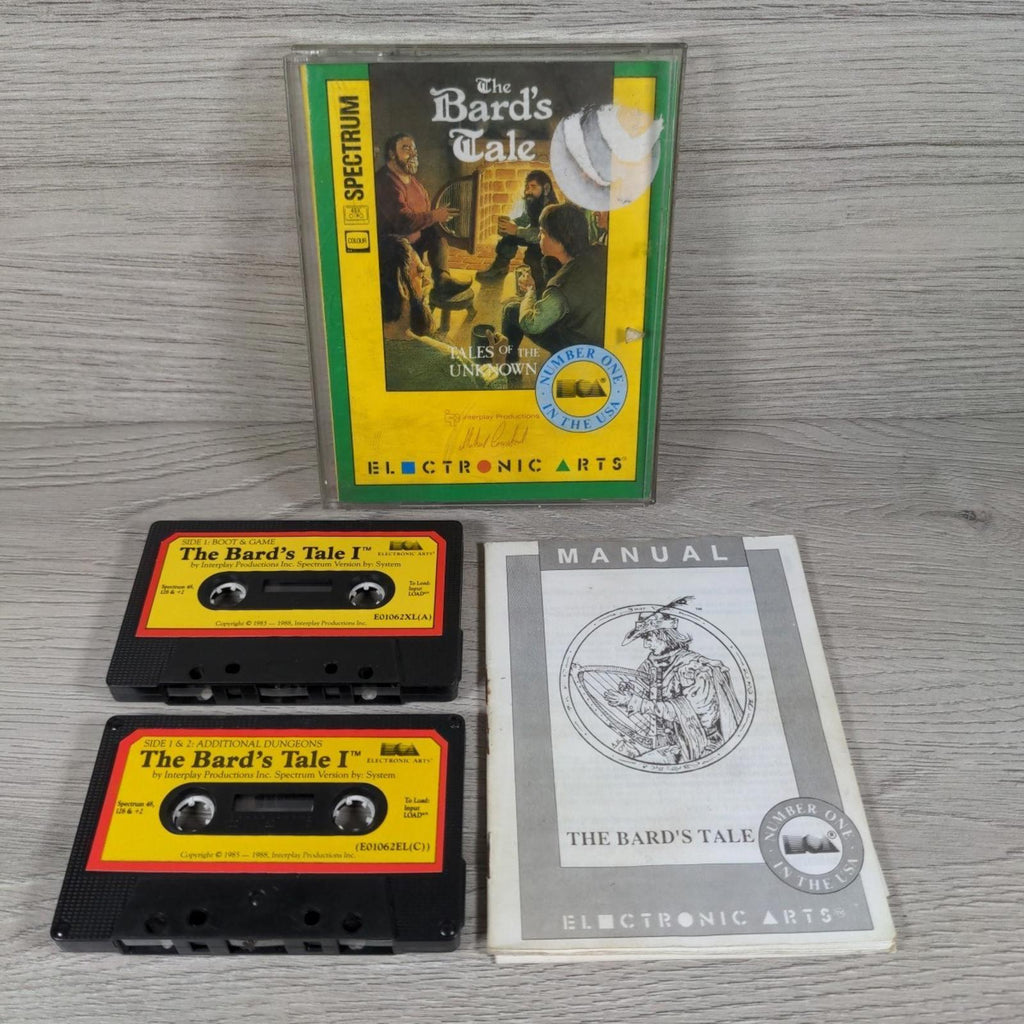 The
Bard's
Tale
SPECTRUM
48K
COLOUR
TALES OF THE
UNKNOWN
NUMBER ONE
IN THE USA
Interplay Productions
ELECTRONIC ARTS®
SIDE 1: BOOT & GAME
The Bard's Tale I™
ELECTRONIC ARTS®
by Interplay Productions Inc. Spectrum Version by: System
Spectrum 48,
128 & +2
To Load:
Input
LOAD""
E01062XL(A)
Copyright © 1985 — 1988, Interplay Productions Inc.
SIDE 1 & 2: ADDITIONAL DUNGEONS
The Bard's Tale I™
ELECTRONIC ARTS®
by Interplay Productions Inc. Spectrum Version by: System
Spectrum 48,
128 & +2
To Load:
Input
LOAD""
(E01062EL(C))
Copyright © 1985 — 1988, Interplay Productions Inc.
MANUAL
THE BARD'S TALE
NUMBER ONE
IN THE USA
ELECTRONIC ARTS™